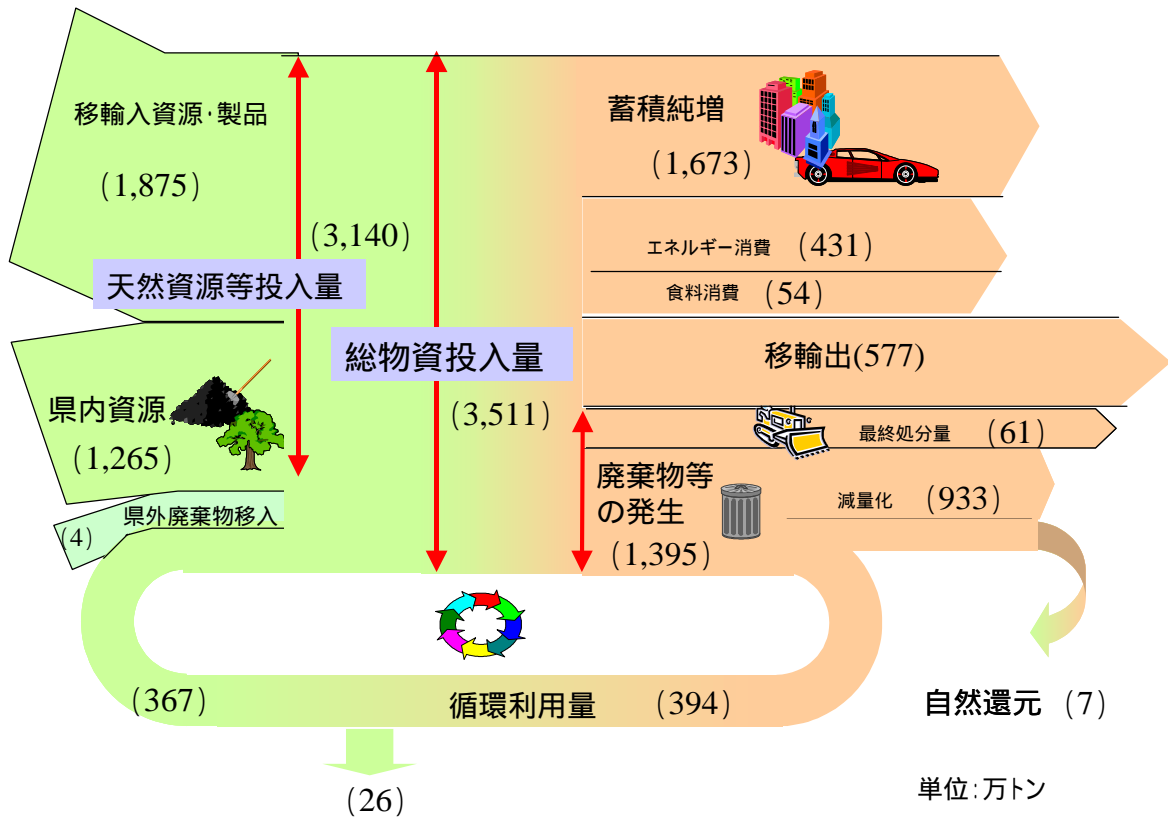 移輸入資源・製品
(1,875)
(3,140)
天然資源等投入量
県内資源
(1,265)
県外廃棄物移入
(4)
総物資投入量
(3,511)
蓄積純増
(1,673)
エネルギー消費 (431)
食料消費 (54)
移輸出(577)
最終処分量 (61)
廃棄物等
の発生
(1,395)
減量化 (933)
(367)
循環利用量 (394)
自然還元 (7)
(26)
単位:万トン